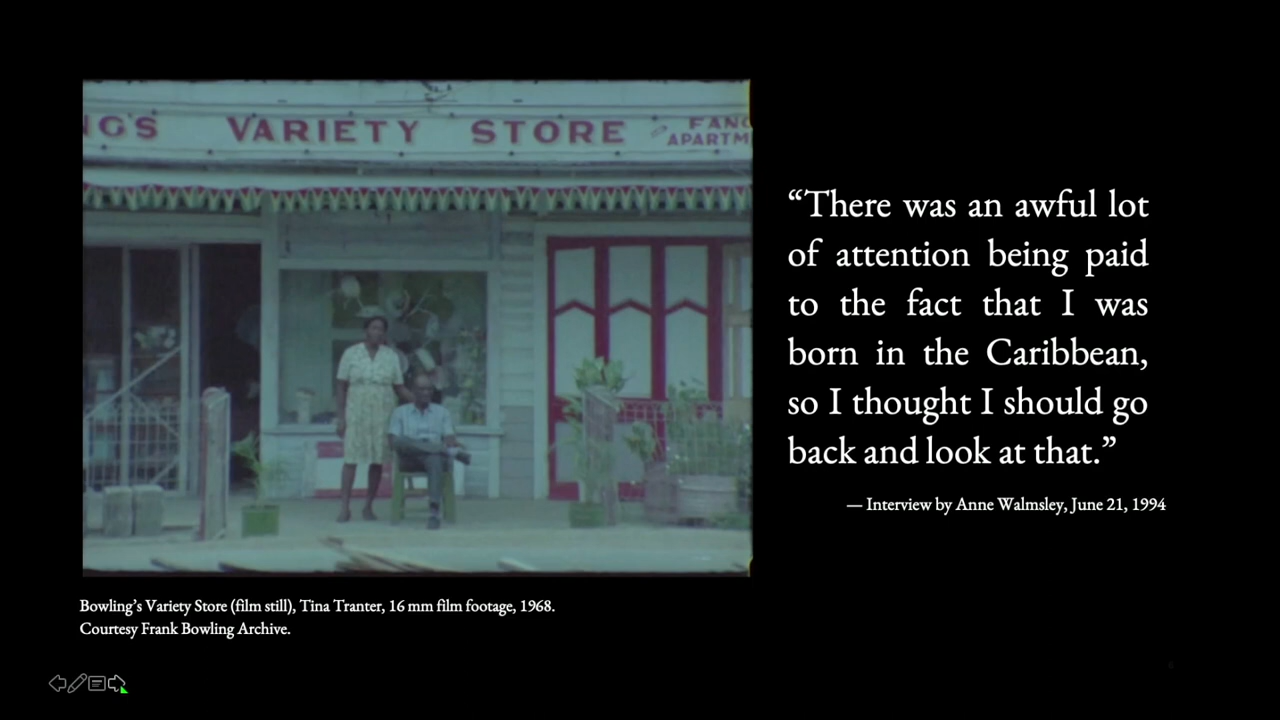 NG'S VARIETY STORE
FANC
APARTM
“There was an awful lot
of attention being paid
to the fact that I was
born in the Caribbean,
so I thought I should go
back and look at that.”
— Interview by Anne Walmsley, June 21, 1994
Bowling’s Variety Store (film still), Tina Tranter, 16 mm film footage, 1968.
Courtesy Frank Bowling Archive.